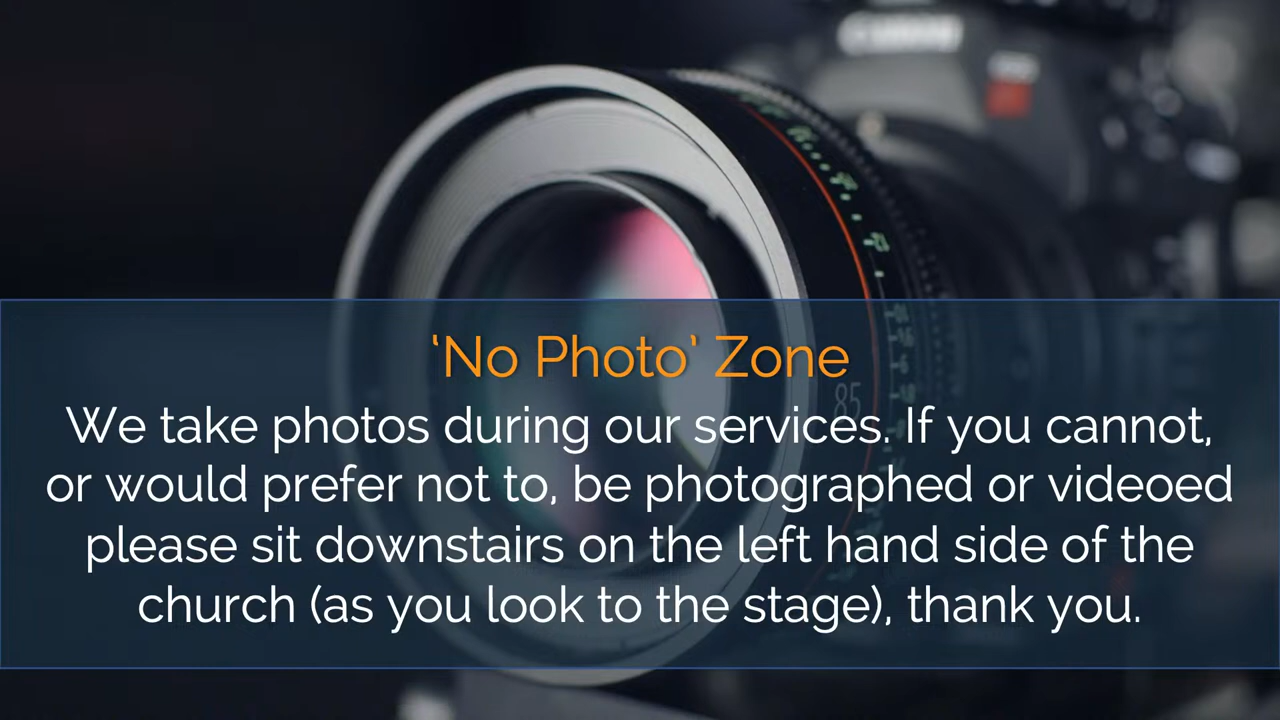 Canon
‘No Photo’ Zone
We take photos during our services. If you cannot,
or would prefer not to, be photographed or videoed
please sit downstairs on the left hand side of the
church (as you look to the stage), thank you.
85